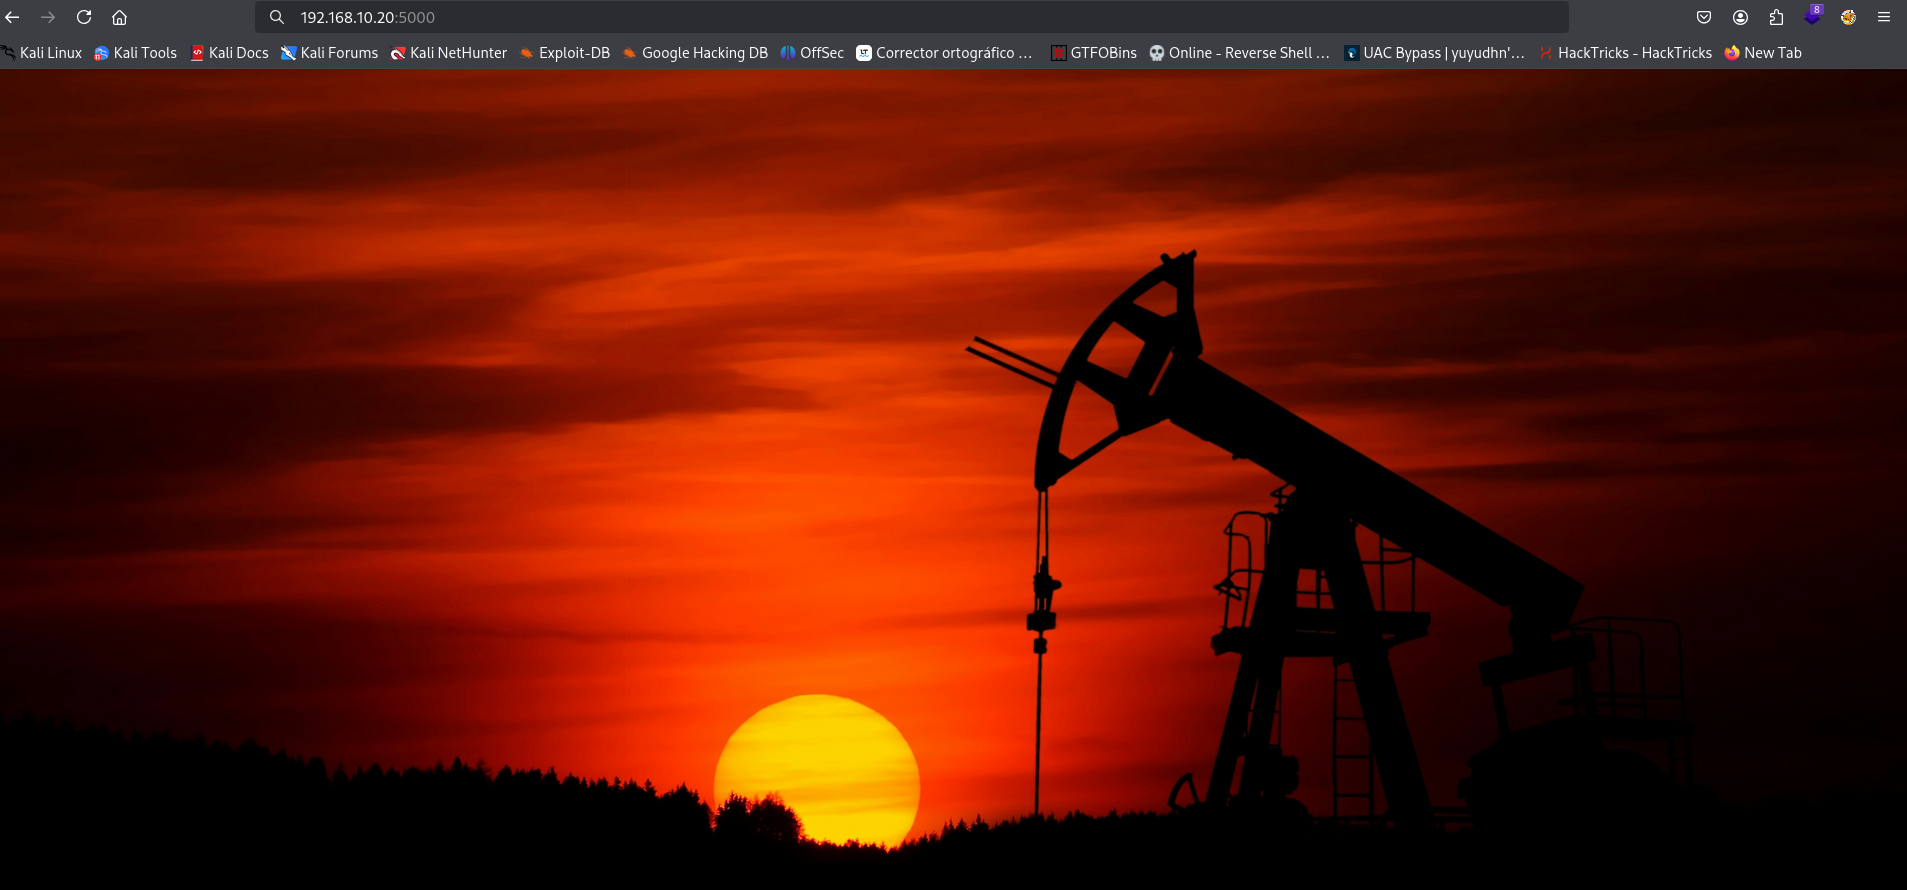 192.168.10.20:5000
8
Kali Linux Kali Tools Kali Docs Kali Forums Kali NetHunter Exploit-DB Google Hacking DB OffSec LT Corrector ortográfico … GTFOBins Online - Reverse Shell … UAC Bypass | yuyudhn'… HackTricks - HackTricks New Tab